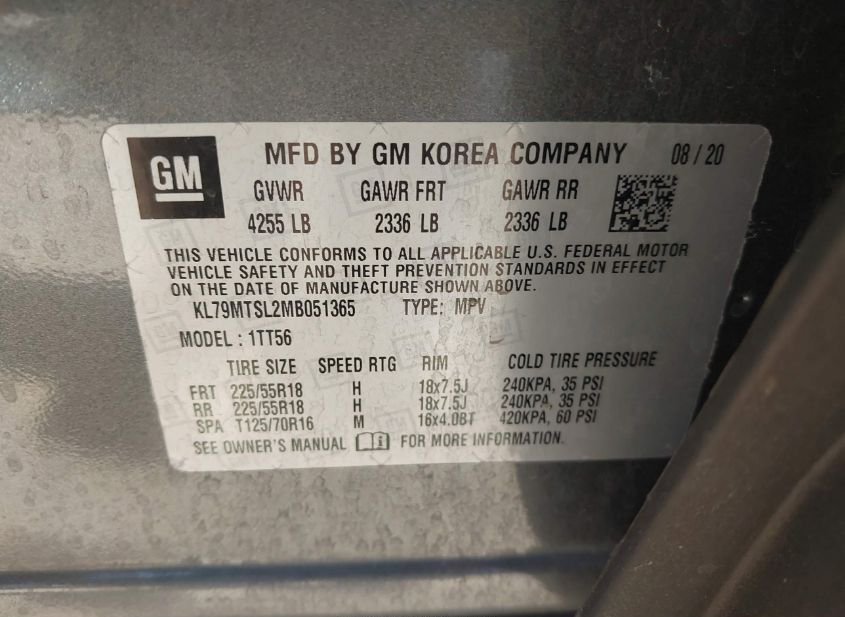 GM MFD BY GM KOREA COMPANY 08 / 20
GVWR GAWR FRT GAWR RR
4255 LB 2336 LB 2336 LB
THIS VEHICLE CONFORMS TO ALL APPLICABLE U.S. FEDERAL MOTOR
VEHICLE SAFETY AND THEFT PREVENTION STANDARDS IN EFFECT
ON THE DATE OF MANUFACTURE SHOWN ABOVE.
KL79MTSL2MB051365 TYPE: MPV
MODEL : 1TT56
TIRE SIZE SPEED RTG RIM COLD TIRE PRESSURE
FRT 225/55R18 H 18x7.5J 240KPA, 35 PSI
RR 225/55R18 H 18x7.5J 240KPA, 35 PSI
SPA T125/70R16 M 16x4.0BT 420KPA, 60 PSI
SEE OWNER'S MANUAL FOR MORE INFORMATION.